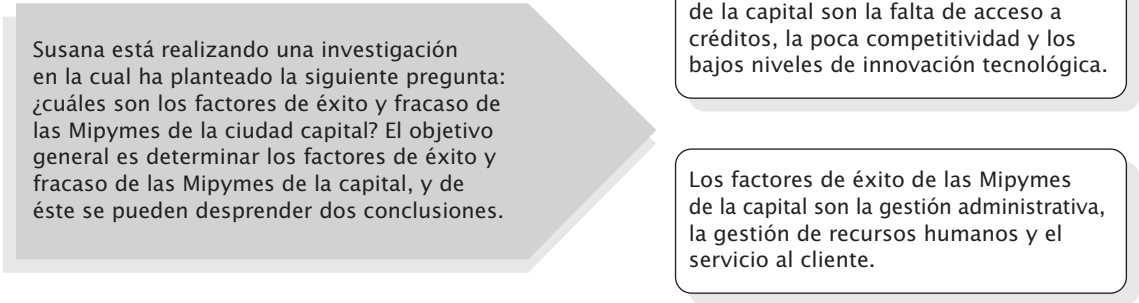 Susana está realizando una investigación
en la cual ha planteado la siguiente pregunta:
¿cuáles son los factores de éxito y fracaso de
las Mipymes de la ciudad capital? El objetivo
general es determinar los factores de éxito y
fracaso de las Mipymes de la capital, y de
éste se pueden desprender dos conclusiones.
de la capital son la falta de acceso a
créditos, la poca competitividad y los
bajos niveles de innovación tecnológica.
Los factores de éxito de las Mipymes
de la capital son la gestión administrativa,
la gestión de recursos humanos y el
servicio al cliente.